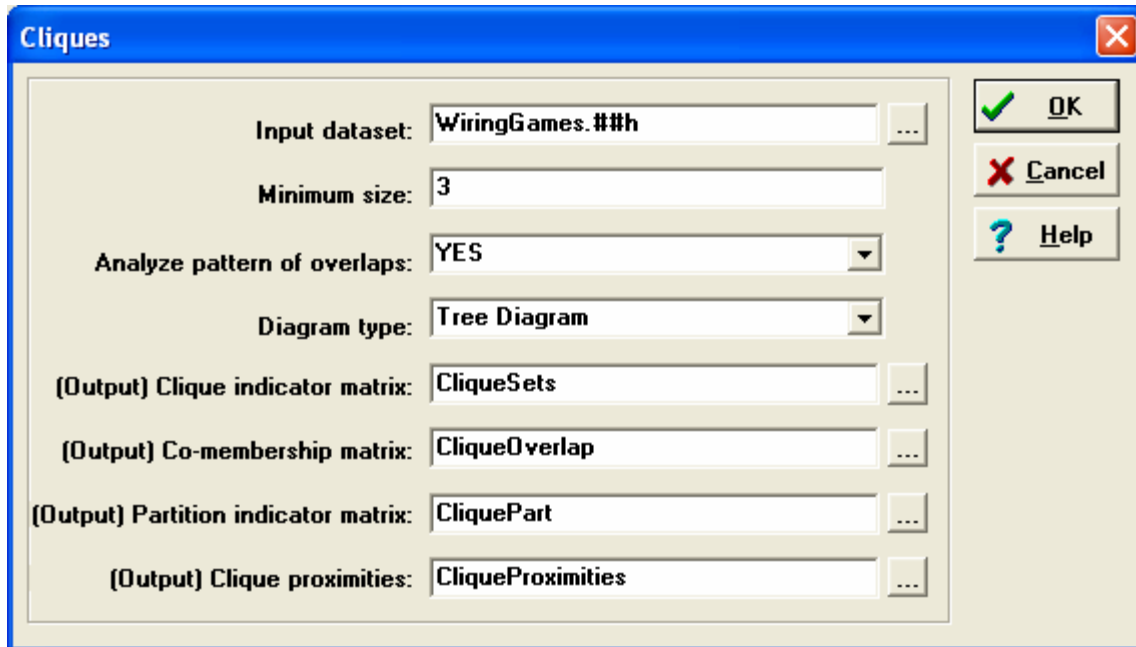 Cliques
Input dataset: WiringGames.##h ...
Minimum size: 3
Analyze pattern of overlaps: YES
Diagram type: Tree Diagram
(Output) Clique indicator matrix: CliqueSets ...
(Output) Co-membership matrix: CliqueOverlap ...
(Output) Partition indicator matrix: CliquePart ...
(Output) Clique proximities: CliqueProximities ...
OK
Cancel
? Help